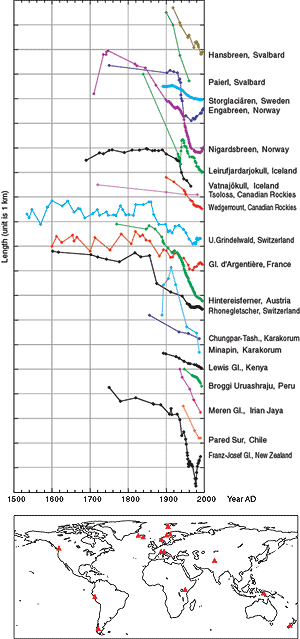 Hansbreen, Svalbard
Paierl, Svalbard
Storglaciären, Sweden
Engabreen, Norway
Nigardsbreen, Norway
Leirufjardarjokull, Iceland
Vatnajökull, Iceland
Tsoloss, Canadian Rockies
Wedgemount, Canadian Rockies
U.Grindelwald, Switzerland
Gl. d'Argentière, France
Hintereisferner, Austria
Rhonegletscher, Switzerland
Chungpar-Tash., Karakorum
Minapin, Karakorum
Lewis Gl., Kenya
Broggi Uruashraju, Peru
Meren Gl., Irian Jaya
Pared Sur, Chile
Franz-Josef Gl., New Zealand
Length (unit is 1 km)
1500 1600 1700 1800 1900 2000 Year AD